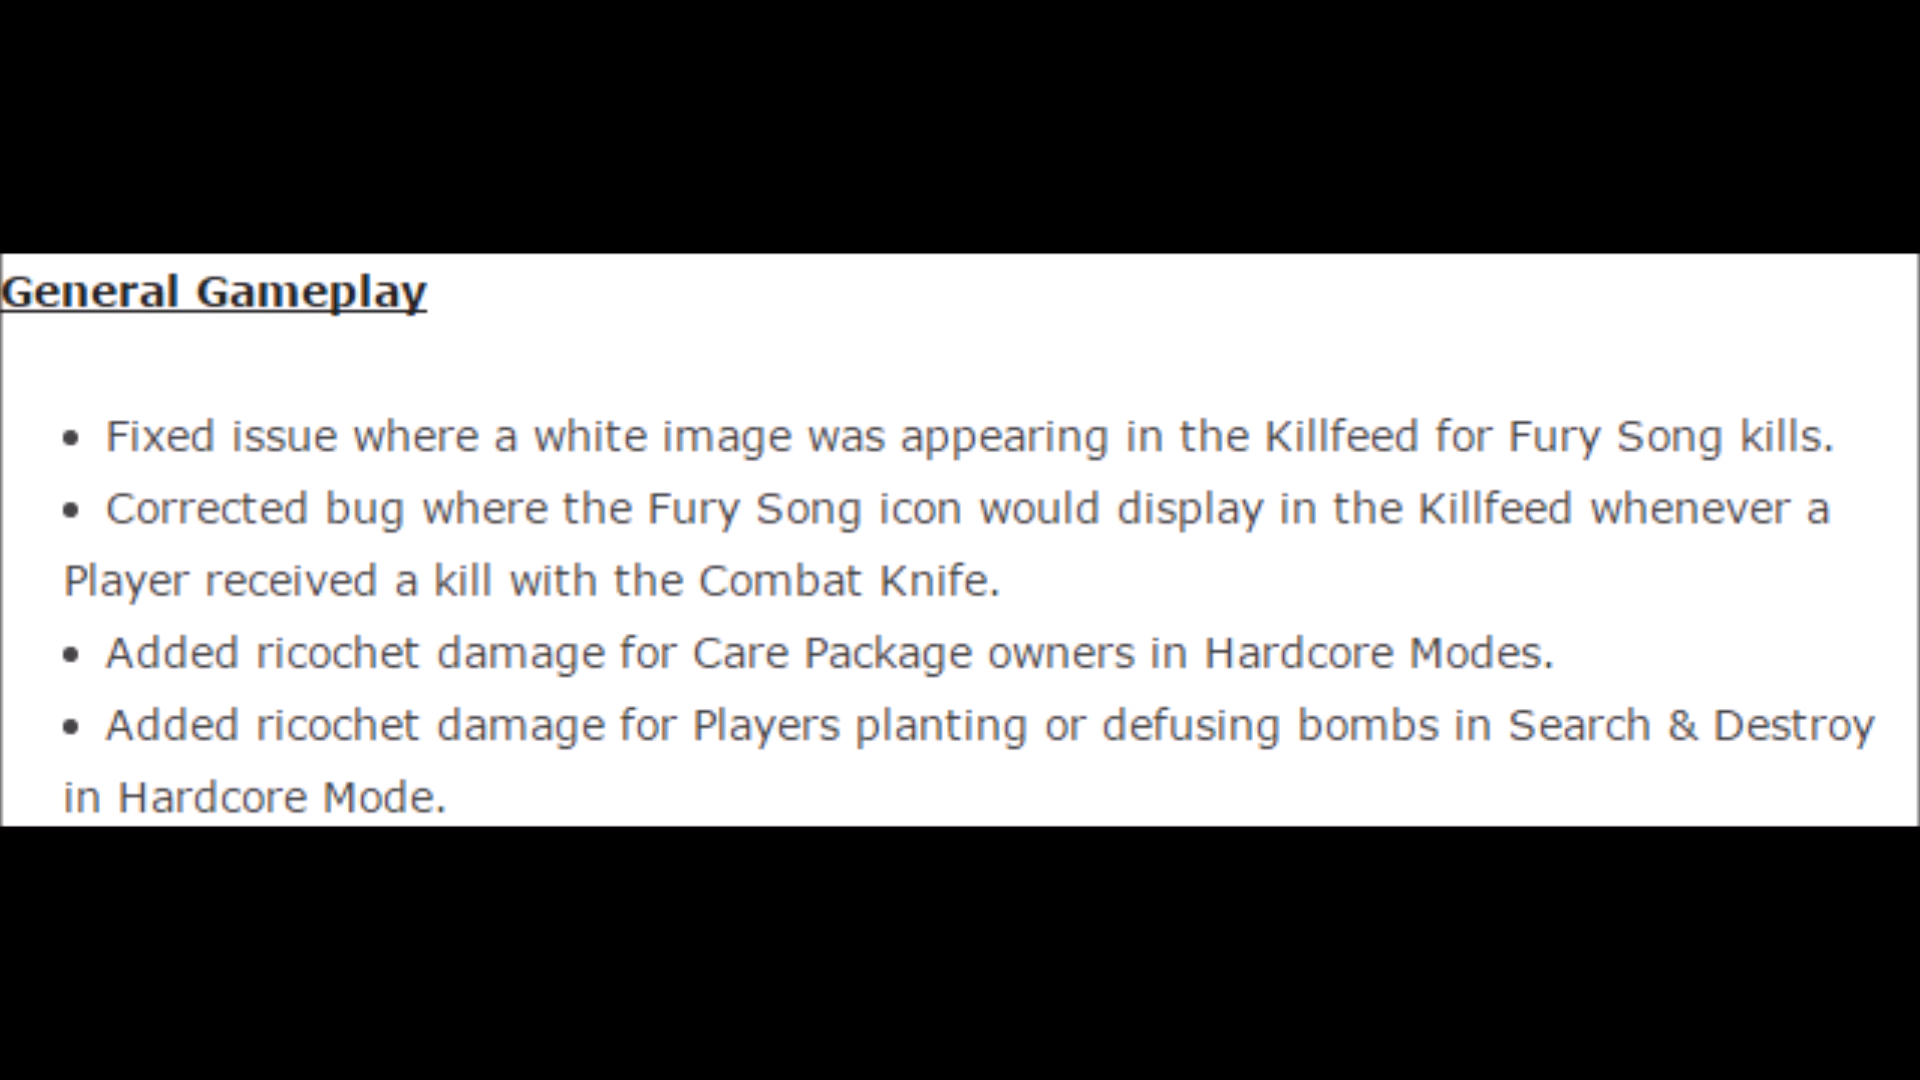 General Gameplay
• Fixed issue where a white image was appearing in the Killfeed for Fury Song kills.
• Corrected bug where the Fury Song icon would display in the Killfeed whenever a
Player received a kill with the Combat Knife.
• Added ricochet damage for Care Package owners in Hardcore Modes.
• Added ricochet damage for Players planting or defusing bombs in Search & Destroy
in Hardcore Mode.